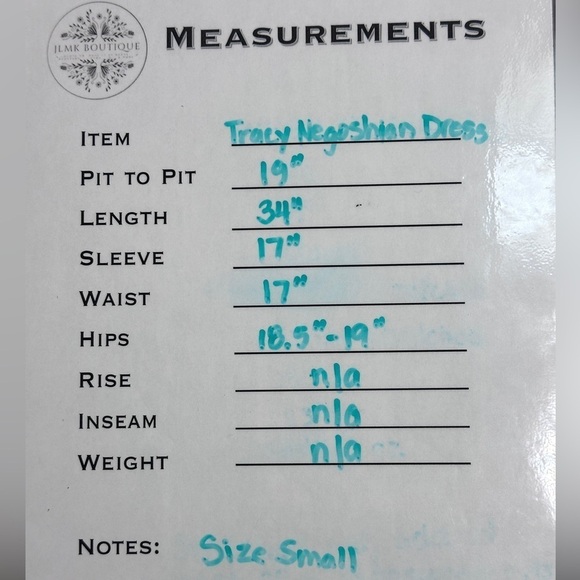 JLMK BOUTIQUE
MEASUREMENTS
ITEM Tracy Negoshian Dress
PIT TO PIT 19"
LENGTH 34"
SLEEVE 17"
WAIST 17"
HIPS 18.5"-19"
RISE n/a
INSEAM n/a
WEIGHT n/a
NOTES: Size Small